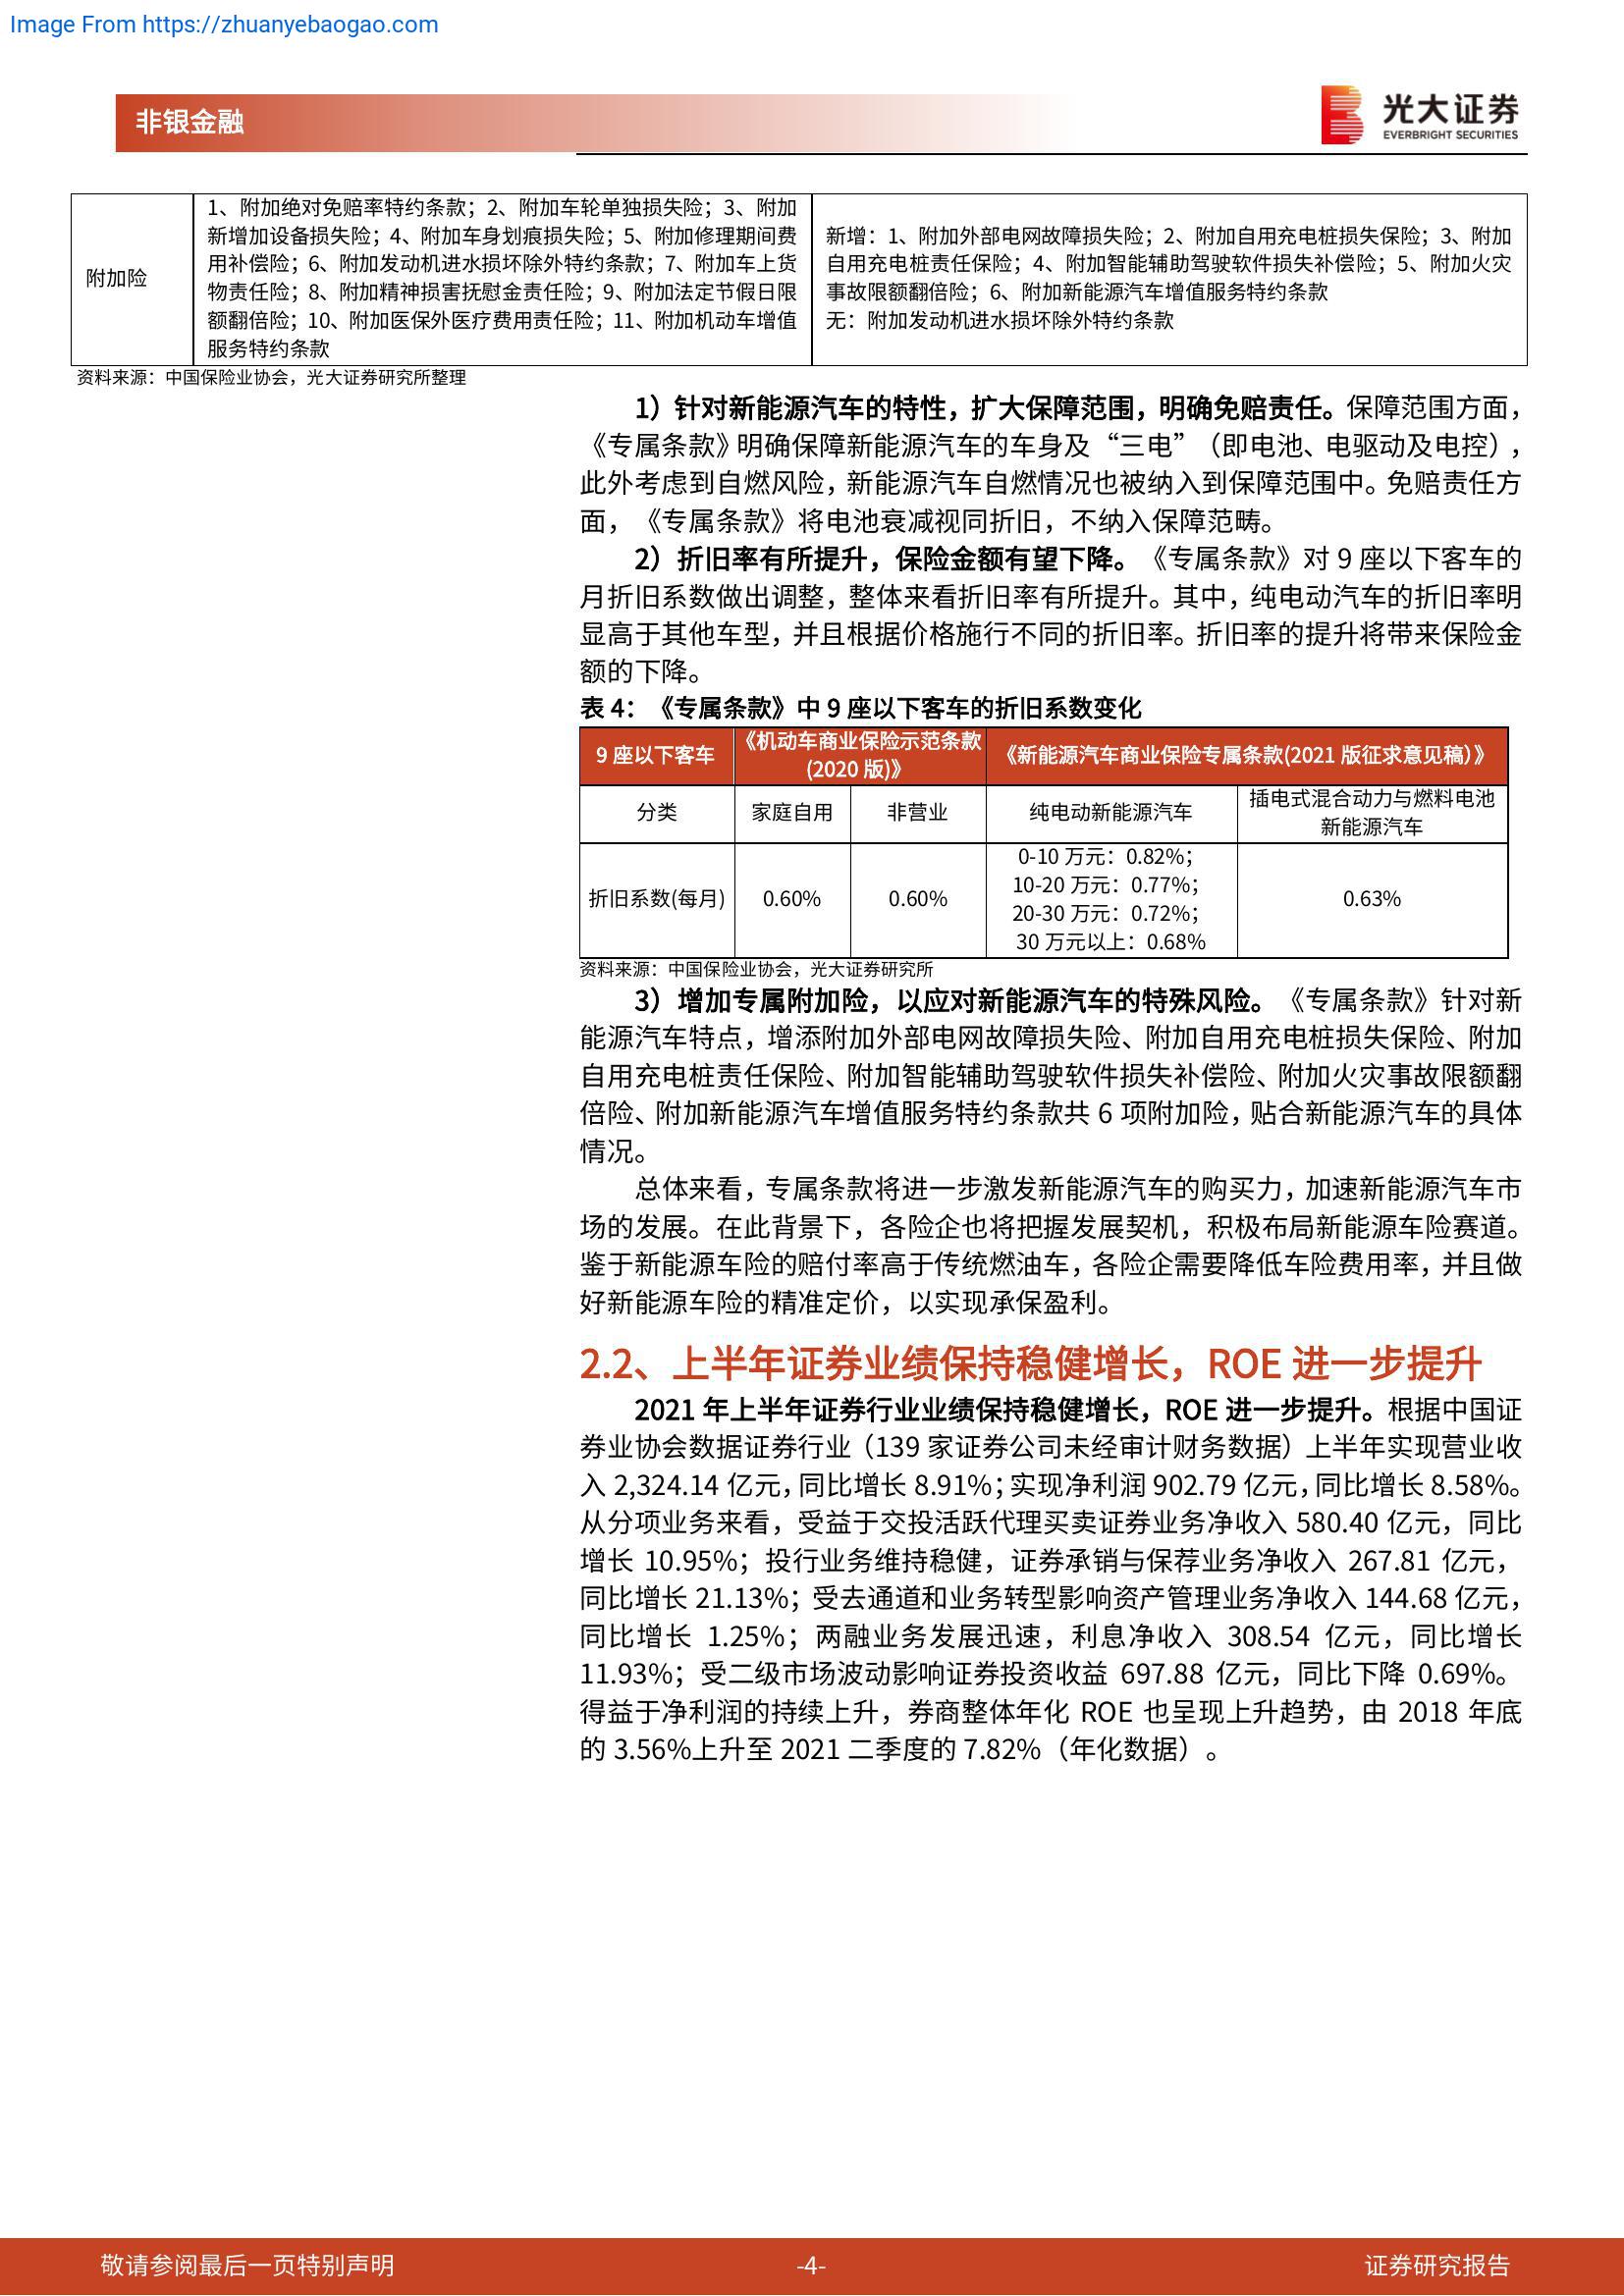 Image From https://zhuanyebaogao.com
非银金融
光大证券
EVERBRIGHT SECURITIES
附加险
1、附加绝对免赔率特约条款；2、附加车轮单独损失险；3、附加
新增加设备损失险；4、附加车身划痕损失险；5、附加修理期间费
用补偿险；6、附加发动机进水损坏除外特约条款；7、附加车上货
物责任险；8、附加精神损害抚慰金责任险；9、附加法定节假日限
额翻倍险；10、附加医保外医疗费用责任险；11、附加机动车增值
服务特约条款
新增：1、附加外部电网故障损失险；2、附加自用充电桩损失保险；3、附加
自用充电桩责任保险；4、附加智能辅助驾驶软件损失补偿险；5、附加火灾
事故限额翻倍险；6、附加新能源汽车增值服务特约条款
无：附加发动机进水损坏除外特约条款
资料来源：中国保险业协会，光大证券研究所整理
1）针对新能源汽车的特性，扩大保障范围，明确免赔责任。保障范围方面，
《专属条款》明确保障新能源汽车的车身及“三电”（即电池、电驱动及电控），
此外考虑到自燃风险，新能源汽车自燃情况也被纳入到保障范围中。免赔责任方
面，《专属条款》将电池衰减视同折旧，不纳入保障范畴。
2）折旧率有所提升，保险金额有望下降。《专属条款》对 9 座以下客车的
月折旧系数做出调整，整体来看折旧率有所提升。其中，纯电动汽车的折旧率明
显高于其他车型，并且根据价格施行不同的折旧率。折旧率的提升将带来保险金
额的下降。
表 4：《专属条款》中 9 座以下客车的折旧系数变化
9 座以下客车
《机动车商业保险示范条款
(2020 版)》
《新能源汽车商业保险专属条款(2021 版征求意见稿)》
分类
家庭自用
非营业
纯电动新能源汽车
插电式混合动力与燃料电池
新能源汽车
折旧系数(每月)
0.60%
0.60%
0-10 万元：0.82%；
10-20 万元：0.77%；
20-30 万元：0.72%；
30 万元以上：0.68%
0.63%
资料来源：中国保险业协会，光大证券研究所
3）增加专属附加险，以应对新能源汽车的特殊风险。《专属条款》针对新
能源汽车特点，增添附加外部电网故障损失险、附加自用充电桩损失保险、附加
自用充电桩责任保险、附加智能辅助驾驶软件损失补偿险、附加火灾事故限额翻
倍险、附加新能源汽车增值服务特约条款共 6 项附加险，贴合新能源汽车的具体
情况。
总体来看，专属条款将进一步激发新能源汽车的购买力，加速新能源汽车市
场的发展。在此背景下，各险企也将把握发展契机，积极布局新能源车险赛道。
鉴于新能源车险的赔付率高于传统燃油车，各险企需要降低车险费用率，并且做
好新能源车险的精准定价，以实现承保盈利。
2.2、上半年证券业绩保持稳健增长，ROE 进一步提升
2021 年上半年证券行业业绩保持稳健增长，ROE 进一步提升。根据中国证
券业协会数据证券行业（139 家证券公司未经审计财务数据）上半年实现营业收
入 2,324.14 亿元，同比增长 8.91%；实现净利润 902.79 亿元，同比增长 8.58%。
从分项业务来看，受益于交投活跃代理买卖证券业务净收入 580.40 亿元，同比
增长 10.95%；投行业务维持稳健，证券承销与保荐业务净收入 267.81 亿元，
同比增长 21.13%；受去通道和业务转型影响资产管理业务净收入 144.68 亿元，
同比增长 1.25%；两融业务发展迅速，利息净收入 308.54 亿元，同比增长
11.93%；受二级市场波动影响证券投资收益 697.88 亿元，同比下降 0.69%。
得益于净利润的持续上升，券商整体年化 ROE 也呈现上升趋势，由 2018 年底
的 3.56%上升至 2021 二季度的 7.82%（年化数据）。
敬请参阅最后一页特别声明
-4-
证券研究报告